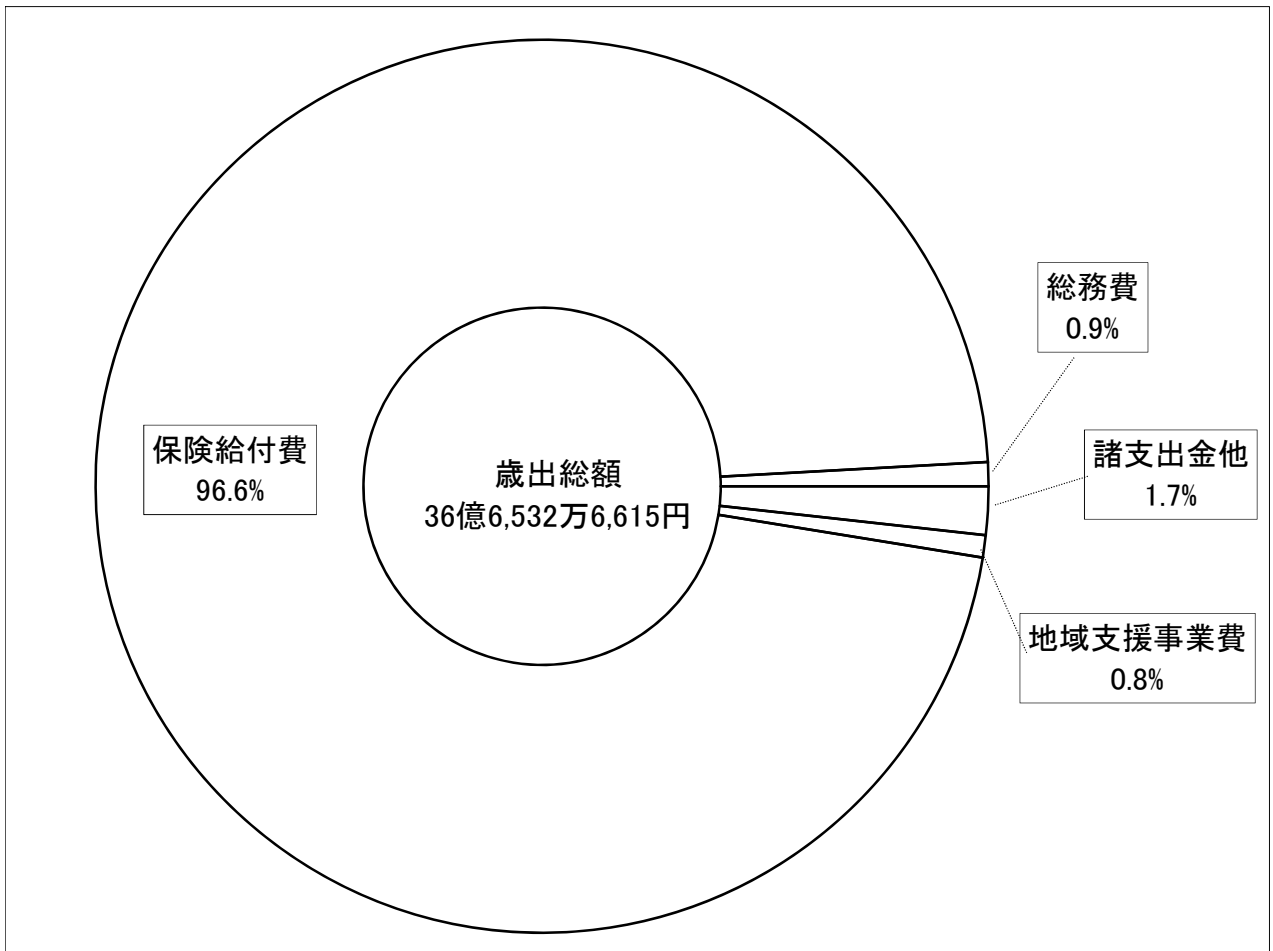 総務費
0.9%
諸支出金他
1.7%
保険給付費
96.6%
歳出総額
36億6,532万6,615円
地域支援事業費
0.8%